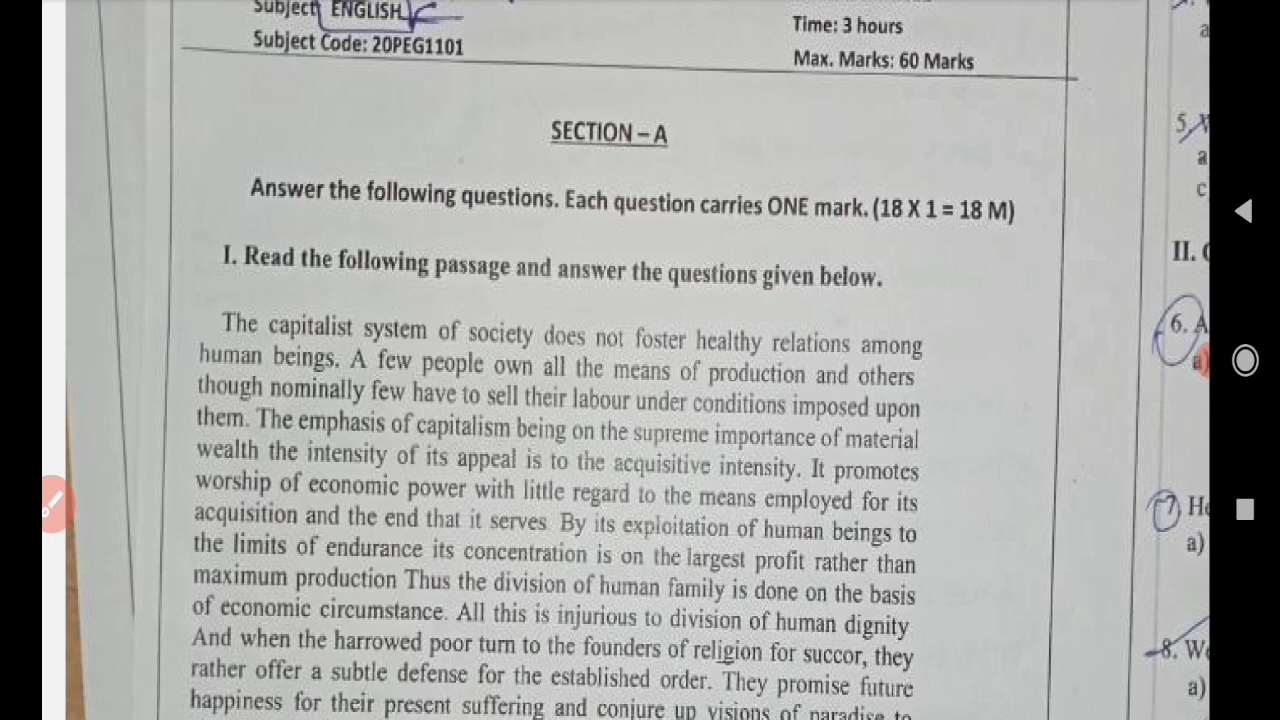 Subject ENGLISH
Subject Code: 20PEG1101
Time: 3 hours
Max. Marks: 60 Marks
SECTION – A
Answer the following questions. Each question carries ONE mark. (18 X 1 = 18 M)
I. Read the following passage and answer the questions given below.
The capitalist system of society does not foster healthy relations among
human beings. A few people own all the means of production and others
though nominally few have to sell their labour under conditions imposed upon
them. The emphasis of capitalism being on the supreme importance of material
wealth the intensity of its appeal is to the acquisitive intensity. It promotes
worship of economic power with little regard to the means employed for its
acquisition and the end that it serves. By its exploitation of human beings to
the limits of endurance its concentration is on the largest profit rather than
maximum production Thus the division of human family is done on the basis
of economic circumstance. All this is injurious to division of human dignity
And when the harrowed poor turn to the founders of religion for succor, they
rather offer a subtle defense for the established order. They promise future
happiness for their present suffering and conjure up visions of paradise to
a
5.
a
c
II.
6. A
a)
7. He
a)
8. We
a)